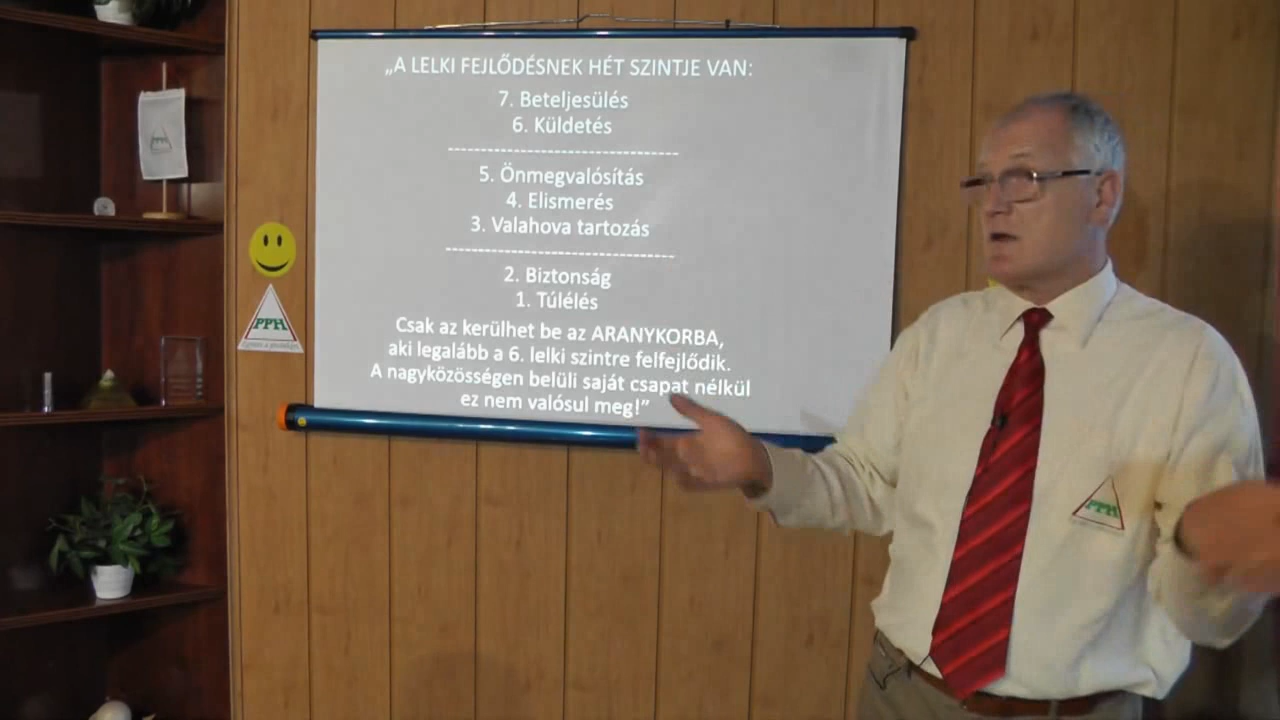 „A LELKI FEJLŐDÉSNEK HÉT SZINTJE VAN:
7. Beteljesülés
6. Küldetés
------------------------------
5. Önmegvalósítás
4. Elismerés
3. Valahova tartozás
------------------------------
2. Biztonság
1. Túlélés
Csak az kerülhet be az ARANYKORBA,
aki legalább a 6. lelki szintre felfejlődik.
A nagyközösségen belüli saját csapat nélkül
ez nem valósul meg!”
PPH
PPH